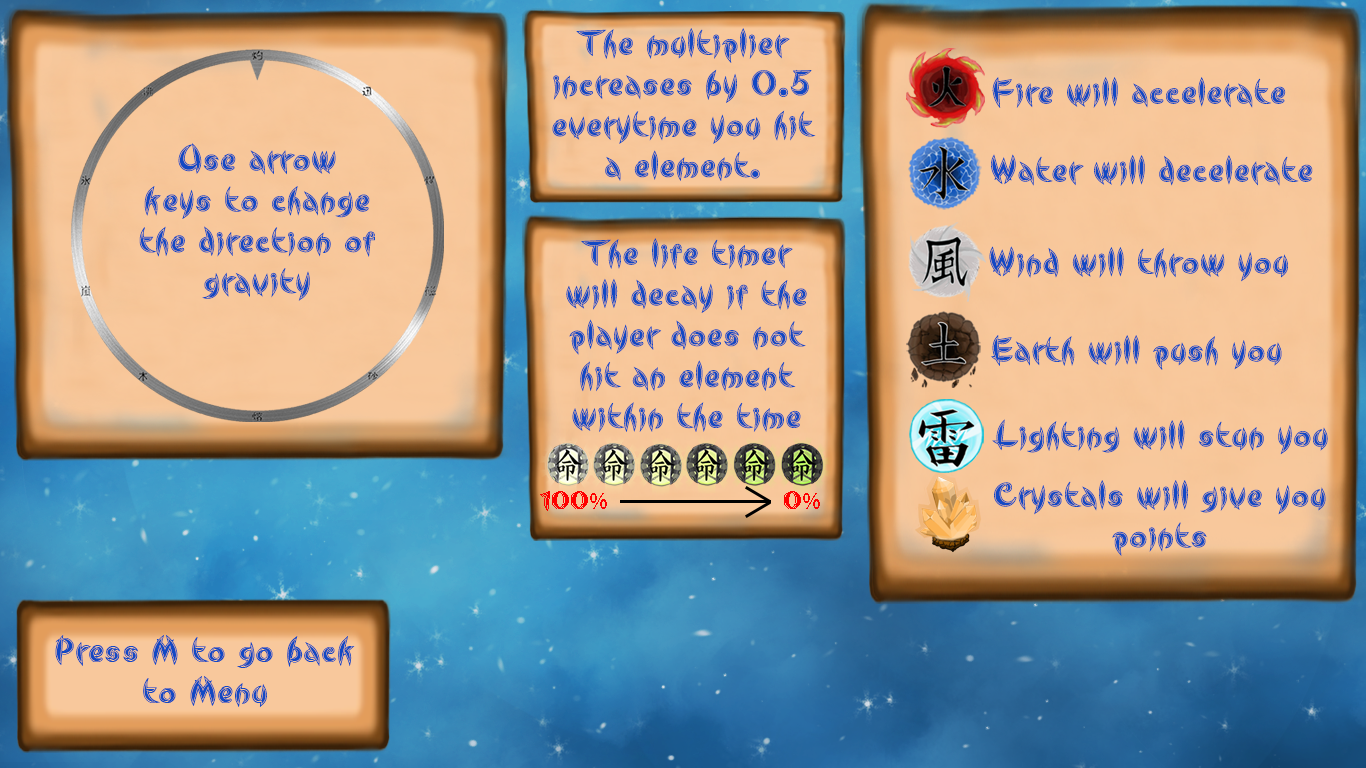 Use arrow
keys to change
the direction of
gravity
The multiplier
increases by 0.5
everytime you hit
a element.
The life timer
will decay if the
player does not
hit an element
within the time
命 命 命 命 命 命
100% 0%
火 Fire will accelerate
水 Water will decelerate
風 Wind will throw you
土 Earth will push you
雷 Lighting will stun you
Crystals will give you
points
Press M to go back
to Menu